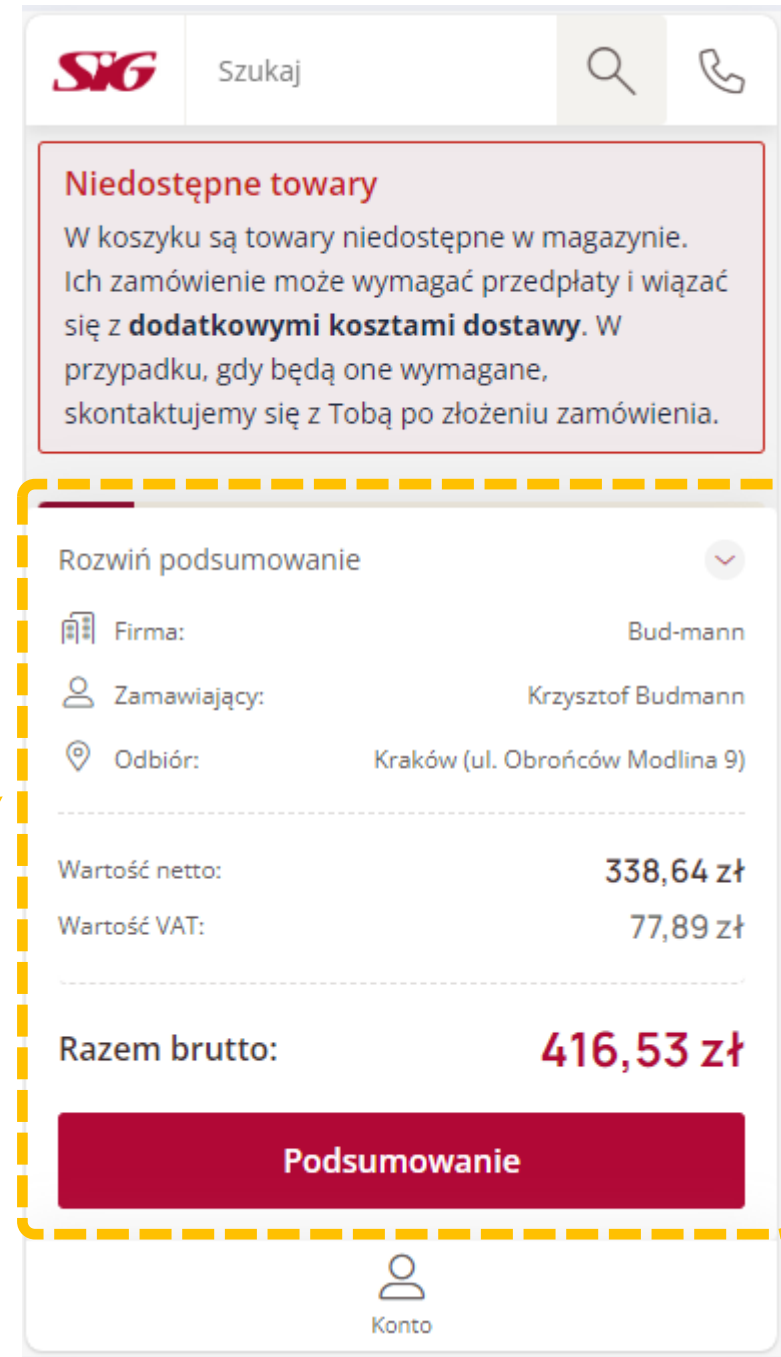 SiG
Szukaj
Niedostępne towary
W koszyku są towary niedostępne w magazynie.
Ich zamówienie może wymagać przedpłaty i wiązać
się z dodatkowymi kosztami dostawy. W
przypadku, gdy będą one wymagane,
skontaktujemy się z Tobą po złożeniu zamówienia.
Rozwiń podsumowanie
Firma: Bud-mann
Zamawiający: Krzysztof Budmann
Odbiór: Kraków (ul. Obrońców Modlina 9)
Wartość netto: 338,64 zł
Wartość VAT: 77,89 zł
Razem brutto: 416,53 zł
Podsumowanie
Konto